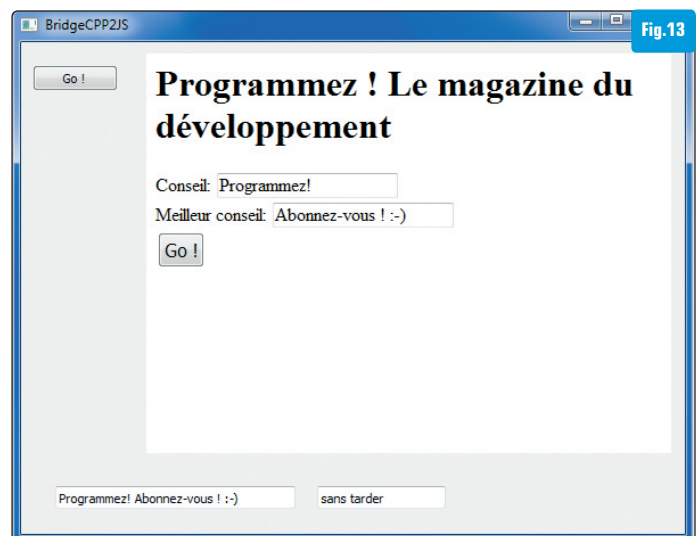 BridgeCPP2JS
Fig.13
Go !
Programmez ! Le magazine du
développement
Conseil: Programmez!
Meilleur conseil: Abonnez-vous ! :-)
Go !
Programmez! Abonnez-vous ! :-)
sans tarder